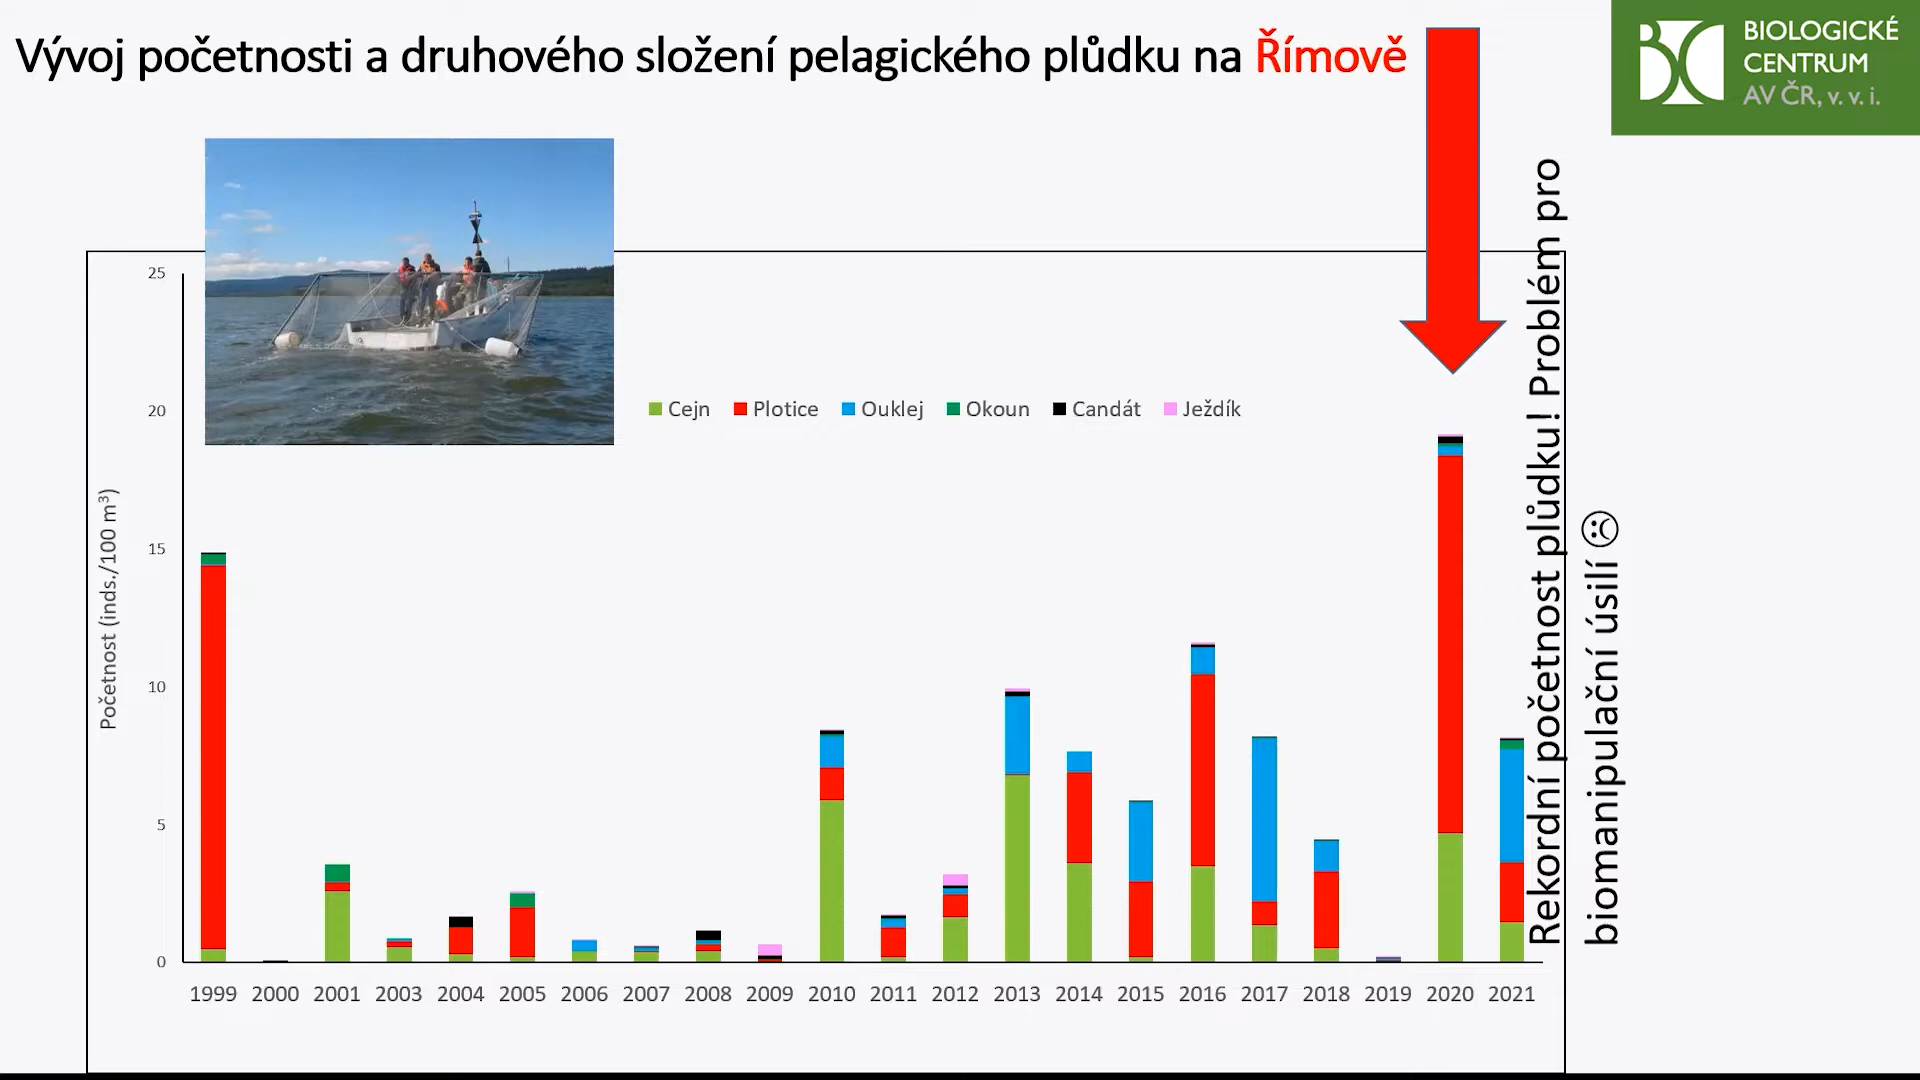 Vývoj početnosti a druhového složení pelagického plůdku na Římově
BIOLOGICKÉ
CENTRUM
AV ČR, v. v. i.
25
20
15
10
5
0
Početnost (inds./100 m³)
Cejn Plotice Ouklej Okoun Candát Ježdík
1999 2000 2001 2003 2004 2005 2006 2007 2008 2009 2010 2011 2012 2013 2014 2015 2016 2017 2018 2019 2020 2021
Rekordní početnost plůdku! Problém pro
biomanipulační úsilí ☹